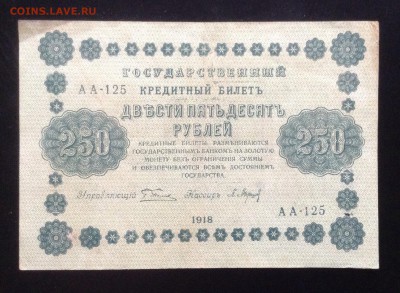 COINS.LAVE.RU
ГОСУДАРСТВЕННЫЙ
АА-125 КРЕДИТНЫЙ БИЛЕТЪ
ДВѢСТИ ПЯТЬДЕСЯТЪ
РУБЛЕЙ
250 250
КРЕДИТНЫЕ БИЛЕТЫ РАЗМѢНИВАЮТСЯ
ГОСУДАРСТВЕННЫМЪ БАНКОМЪ НА ЗОЛОТУЮ
МОНЕТУ БЕЗЪ ОГРАНИЧЕНІЯ СУММЫ
И ОБЕЗПЕЧИВАЮТСЯ ВСѢМЪ ДОСТОЯНІЕМЪ
ГОСУДАРСТВА.
Управляющій Кассиръ
1918
АА-125